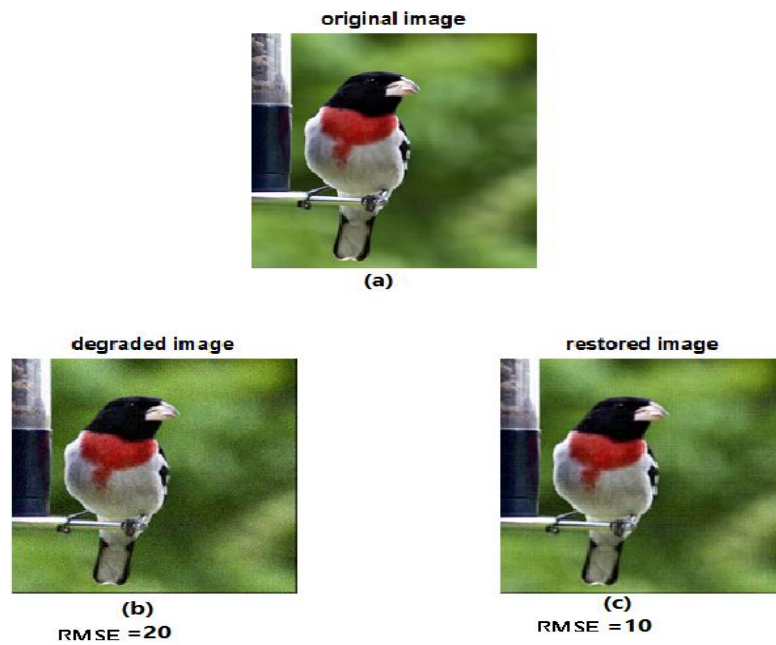 original image
(a)
degraded image
restored image
(b)
(c)
RMSE =20
RMSE =10